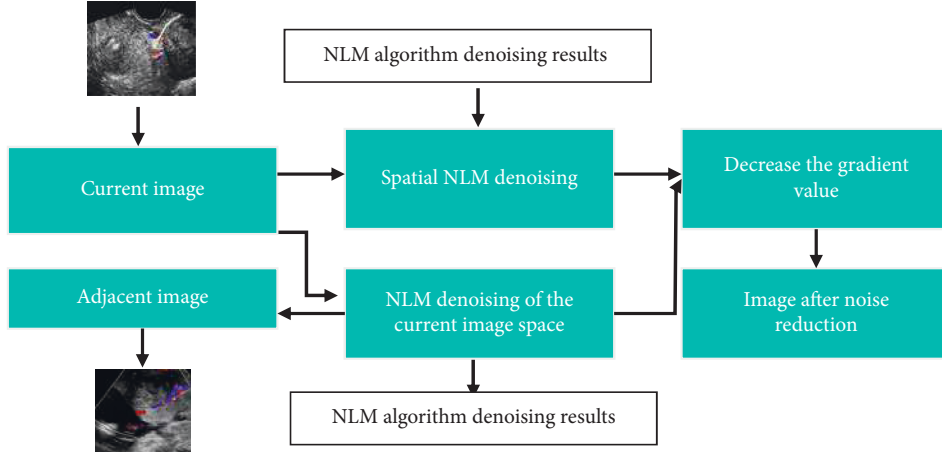 NLM algorithm denoising results
Current image
Spatial NLM denoising
Decrease the gradient
value
Adjacent image
NLM denoising of the
current image space
Image after noise
reduction
NLM algorithm denoising results